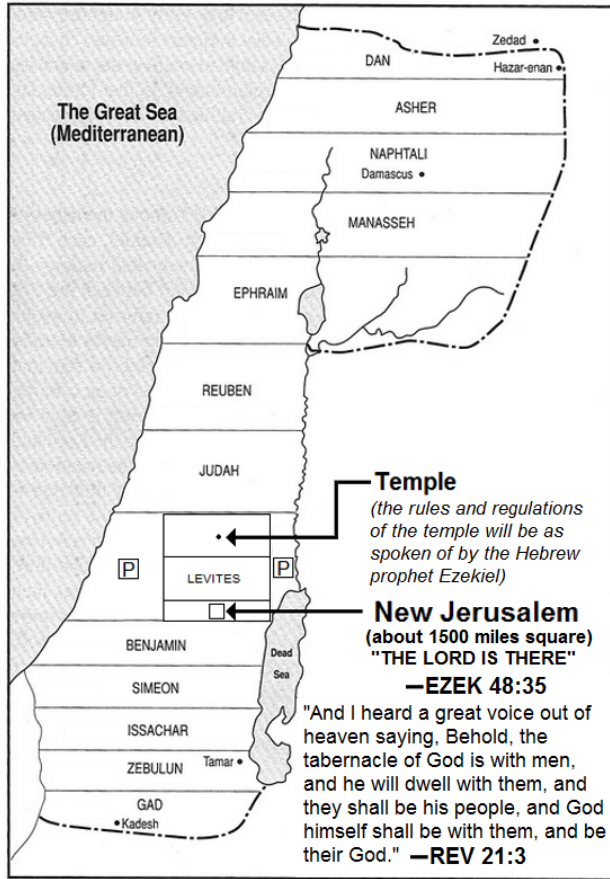 Zedad
DAN
Hazar-enan
The Great Sea
(Mediterranean)
ASHER
NAPHTALI
Damascus
MANASSEH
EPHRAIM
REUBEN
JUDAH
Temple
(the rules and regulations
of the temple will be as
spoken of by the Hebrew
prophet Ezekiel)
P
LEVITES
P
New Jerusalem
(about 1500 miles square)
"THE LORD IS THERE"
—EZEK 48:35
BENJAMIN
Dead
Sea
SIMEON
ISSACHAR
ZEBULUN
Tamar
GAD
Kadesh
"And I heard a great voice out of
heaven saying, Behold, the
tabernacle of God is with men,
and he will dwell with them, and
they shall be his people, and God
himself shall be with them, and be
their God." —REV 21:3